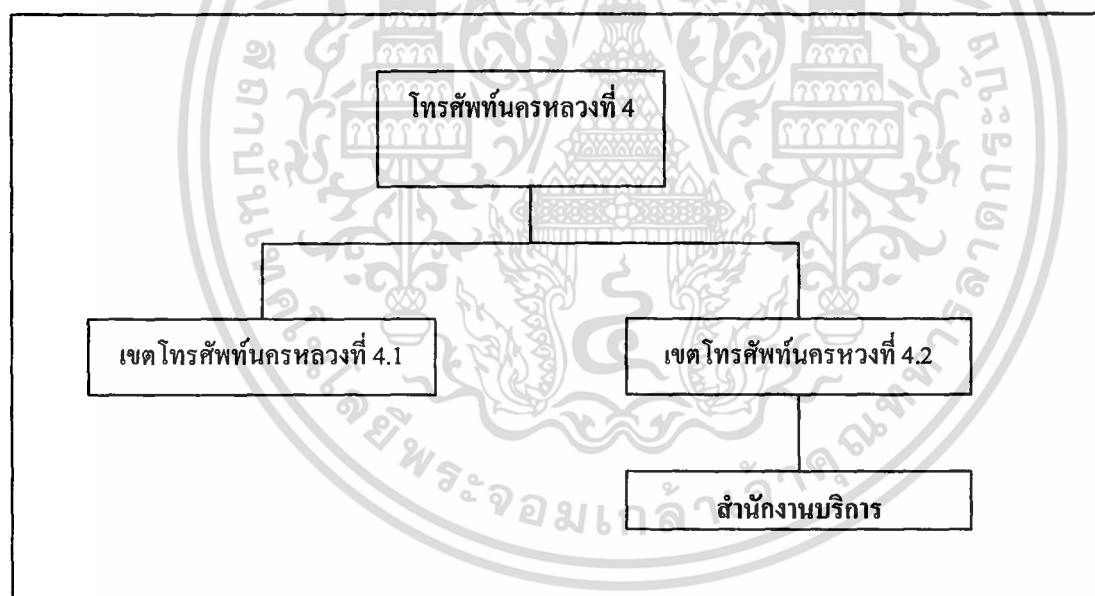 โทรศัพท์นครหลวงที่ 4
เขตโทรศัพท์นครหลวงที่ 4.1
เขตโทรศัพท์นครหวงที่ 4.2
สำนักงานบริการ